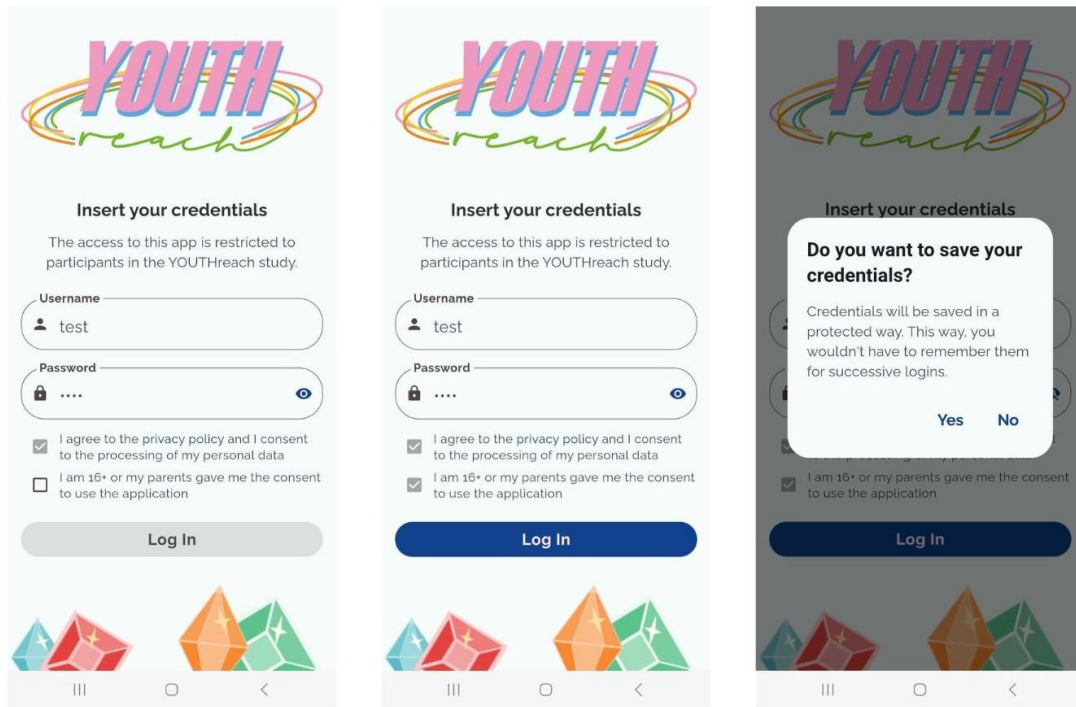 YOUTH
reach
Insert your credentials
The access to this app is restricted to
participants in the YOUTHreach study.
Username
test
Password
....
I agree to the privacy policy and I consent
to the processing of my personal data
I am 16+ or my parents gave me the consent
to use the application
Log In
YOUTH
reach
Insert your credentials
The access to this app is restricted to
participants in the YOUTHreach study.
Username
test
Password
....
I agree to the privacy policy and I consent
to the processing of my personal data
I am 16+ or my parents gave me the consent
to use the application
Log In
YOUTH
reach
Insert your credentials
Do you want to save your
credentials?
Credentials will be saved in a
protected way. This way, you
wouldn't have to remember them
for successive logins.
Yes No
to the processing of my personal data
I am 16+ or my parents gave me the consent
to use the application
Log In